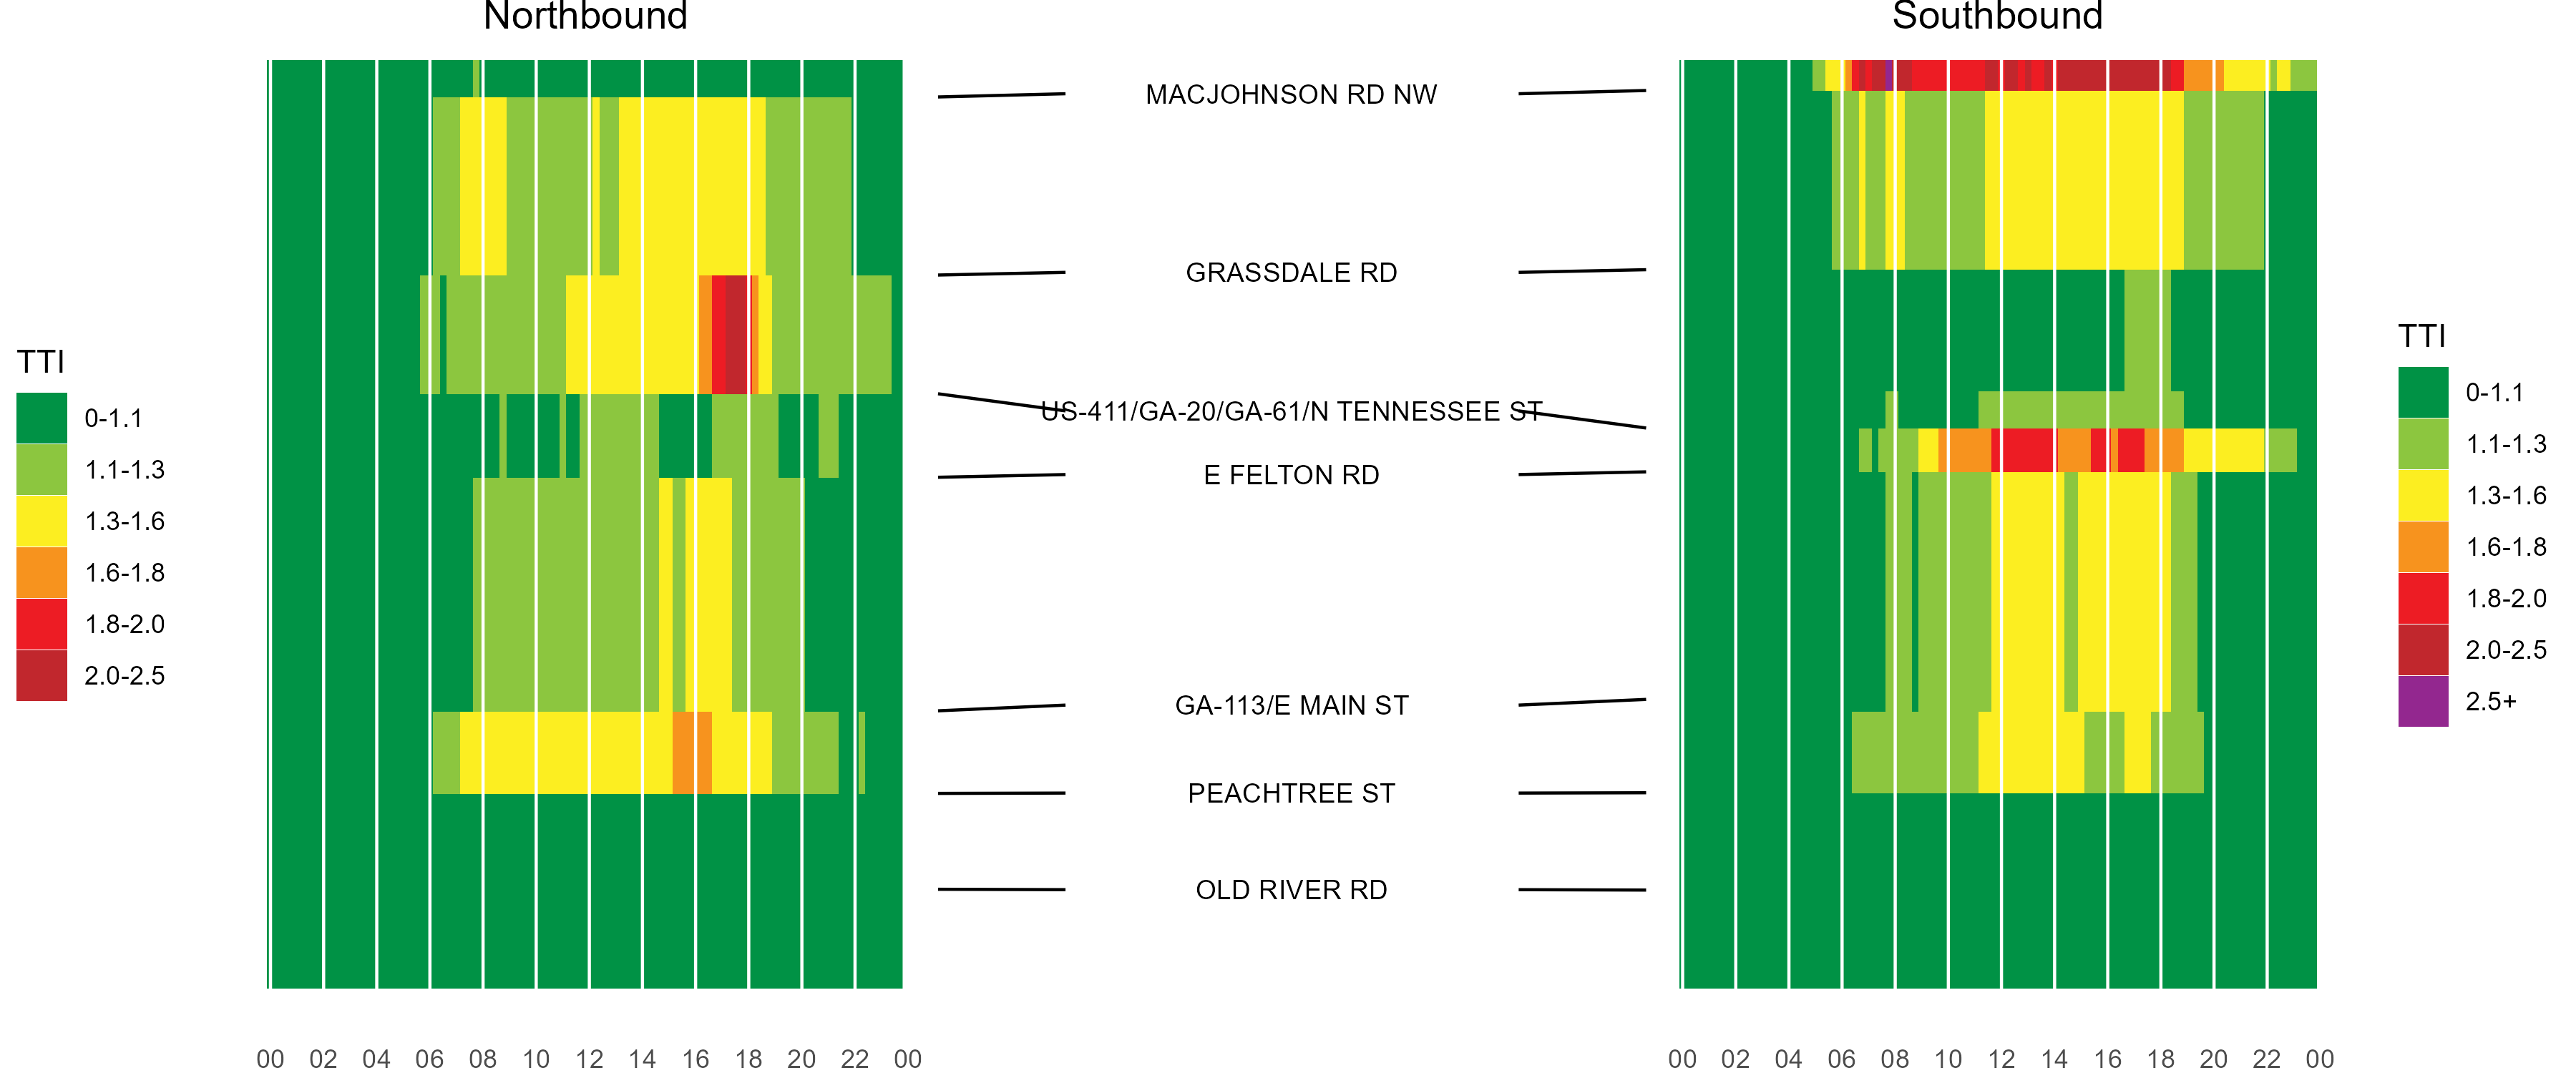 Northbound
Southbound
MACJOHNSON RD NW
GRASSDALE RD
US-411/GA-20/GA-61/N TENNESSEE ST
E FELTON RD
GA-113/E MAIN ST
PEACHTREE ST
OLD RIVER RD
TTI
0-1.1
1.1-1.3
1.3-1.6
1.6-1.8
1.8-2.0
2.0-2.5
TTI
0-1.1
1.1-1.3
1.3-1.6
1.6-1.8
1.8-2.0
2.0-2.5
2.5+
00 02 04 06 08 10 12 14 16 18 20 22 00
00 02 04 06 08 10 12 14 16 18 20 22 00